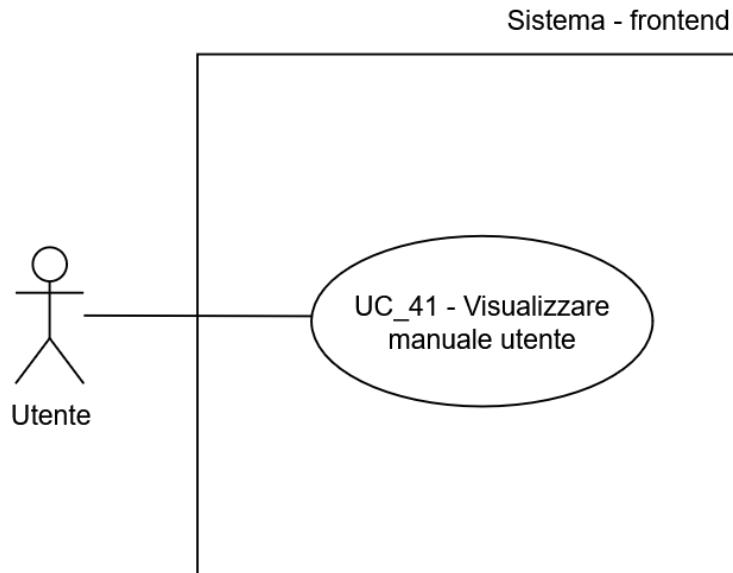 Sistema - frontend
UC_41 - Visualizzare
manuale utente
Utente